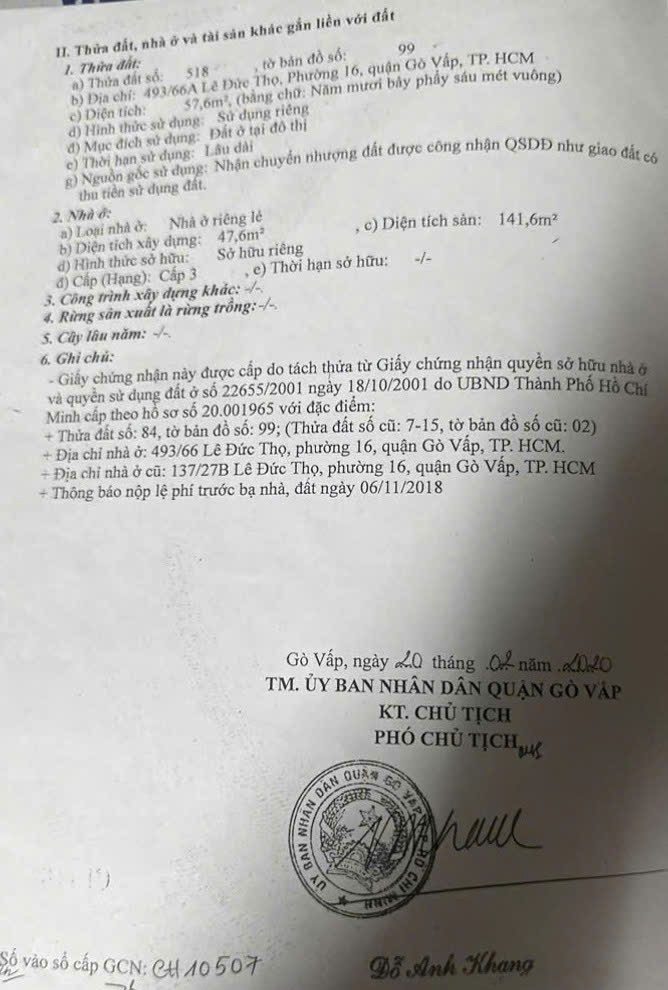 II. Thửa đất, nhà ở và tài sản khác gắn liền với đất
1. Thửa đất:
a) Thửa đất số: 518 , tờ bản đồ số: 99
b) Địa chỉ: 493/66A Lê Đức Thọ, Phường 16, quận Gò Vấp, TP. HCM
c) Diện tích: 57,6m², (bằng chữ: Năm mươi bảy phẩy sáu mét vuông)
d) Hình thức sử dụng: Sử dụng riêng
đ) Mục đích sử dụng: Đất ở tại đô thị
e) Thời hạn sử dụng: Lâu dài
g) Nguồn gốc sử dụng: Nhận chuyển nhượng đất được công nhận QSDĐ như giao đất có
thu tiền sử dụng đất.
2. Nhà ở:
a) Loại nhà ở: Nhà ở riêng lẻ
b) Diện tích xây dựng: 47,6m² , c) Diện tích sàn: 141,6m²
d) Hình thức sở hữu: Sở hữu riêng
đ) Cấp (Hạng): Cấp 3 , e) Thời hạn sở hữu: -/-
3. Công trình xây dựng khác: -/-.
4. Rừng sản xuất là rừng trồng:-/-.
5. Cây lâu năm: -/-.
6. Ghi chú:
- Giấy chứng nhận này được cấp do tách thửa từ Giấy chứng nhận quyền sở hữu nhà ở
và quyền sử dụng đất ở số 22655/2001 ngày 18/10/2001 do UBND Thành Phố Hồ Chí
Minh cấp theo hồ sơ số 20.001965 với đặc điểm:
+ Thửa đất số: 84, tờ bản đồ số: 99; (Thửa đất số cũ: 7-15, tờ bản đồ số cũ: 02)
+ Địa chỉ nhà ở: 493/66 Lê Đức Thọ, phường 16, quận Gò Vấp, TP. HCM.
+ Địa chỉ nhà ở cũ: 137/27B Lê Đức Thọ, phường 16, quận Gò Vấp, TP. HCM
+ Thông báo nộp lệ phí trước bạ nhà, đất ngày 06/11/2018
Gò Vấp, ngày 20 tháng .02 năm .2020
TM. ỦY BAN NHÂN DÂN QUẬN GÒ VẤP
KT. CHỦ TỊCH
PHÓ CHỦ TỊCH
ỦY BAN NHÂN DÂN QUẬN GÒ VẤP
HỒ CHÍ MINH
Số vào sổ cấp GCN: CH 10507
Đỗ Anh Khang